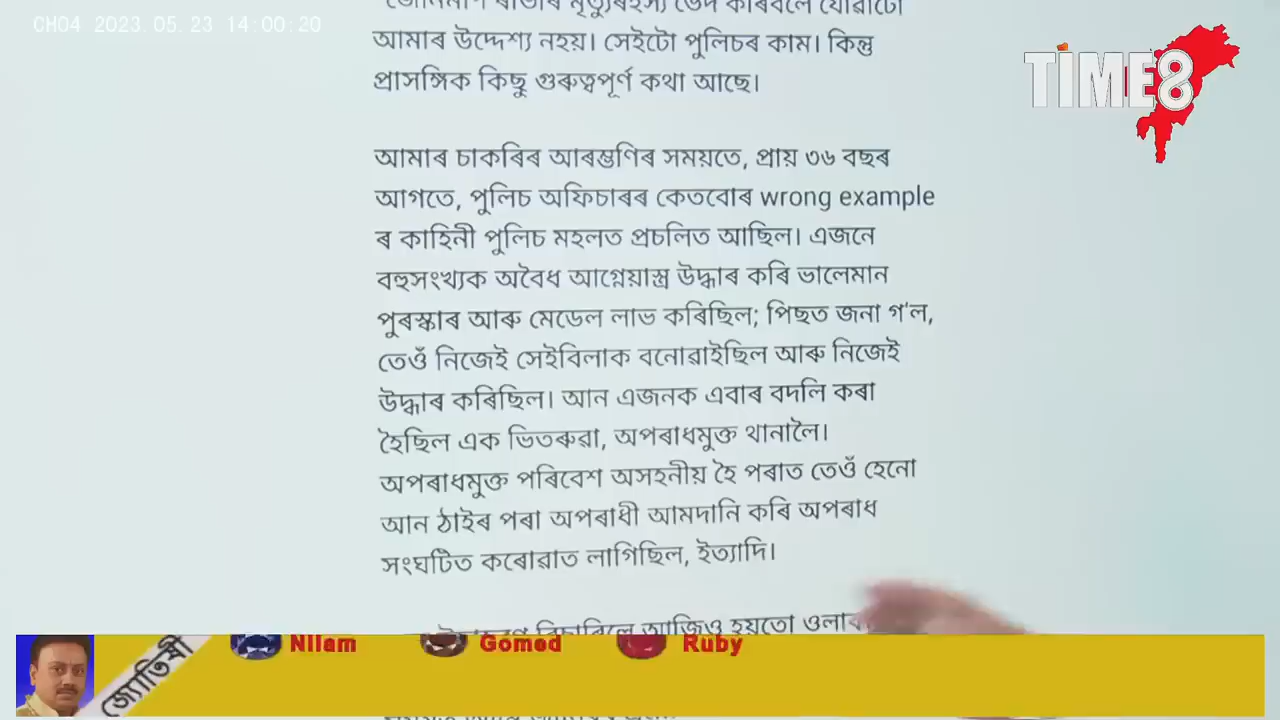 CH04 2023.05.23 14:00:20
TIME8
আমাৰ উদ্দেশ্য নহয়। সেইটো পুলিচৰ কাম। কিন্তু
প্ৰাসঙ্গিক কিছু গুৰুত্বপূৰ্ণ কথা আছে।
আমাৰ চাকৰিৰ আৰম্ভণিৰ সময়তে, প্ৰায় ৩৬ বছৰ
আগতে, পুলিচ অফিচাৰৰ কেতবোৰ wrong example
ৰ কাহিনী পুলিচ মহলত প্ৰচলিত আছিল। এজনে
বহুসংখ্যক অবৈধ আগ্নেয়াস্ত্ৰ উদ্ধাৰ কৰি ভালেমান
পুৰস্কাৰ আৰু মেডেল লাভ কৰিছিল; পিছত জনা গ'ল,
তেওঁ নিজেই সেইবিলাক বনোৱাইছিল আৰু নিজেই
উদ্ধাৰ কৰিছিল। আন এজনক এবাৰ বদলি কৰা
হৈছিল এক ভিতৰুৱা, অপৰাধমুক্ত থানালৈ।
অপৰাধমুক্ত পৰিবেশ অসহনীয় হৈ পৰাত তেওঁ হেনো
আন ঠাইৰ পৰা অপৰাধী আমদানি কৰি অপৰাধ
সংঘটিত কৰোৱাত লাগিছিল, ইত্যাদি।
বিচাৰিলে আজিও হয়তো
জ্যোতিষী
Nilam Gomed Ruby